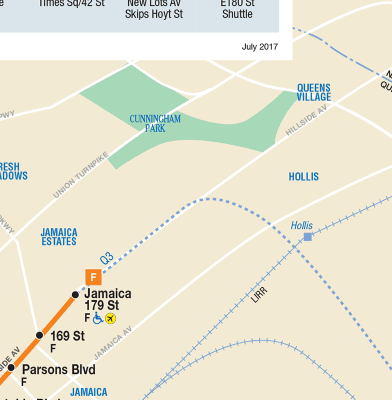 Times Sq/42 St
New Lots Av
Skips Hoyt St
E180 St
Shuttle
July 2017
QUEENS
VILLAGE
CUNNINGHAM
PARK
HILLSIDE AV
UNION TURNPIKE
HOLLIS
JAMAICA
ESTATES
Hollis
Q3
F
Jamaica
179 St
F
LIRR
169 St
F
JAMAICA AV
Parsons Blvd
F
JAMAICA